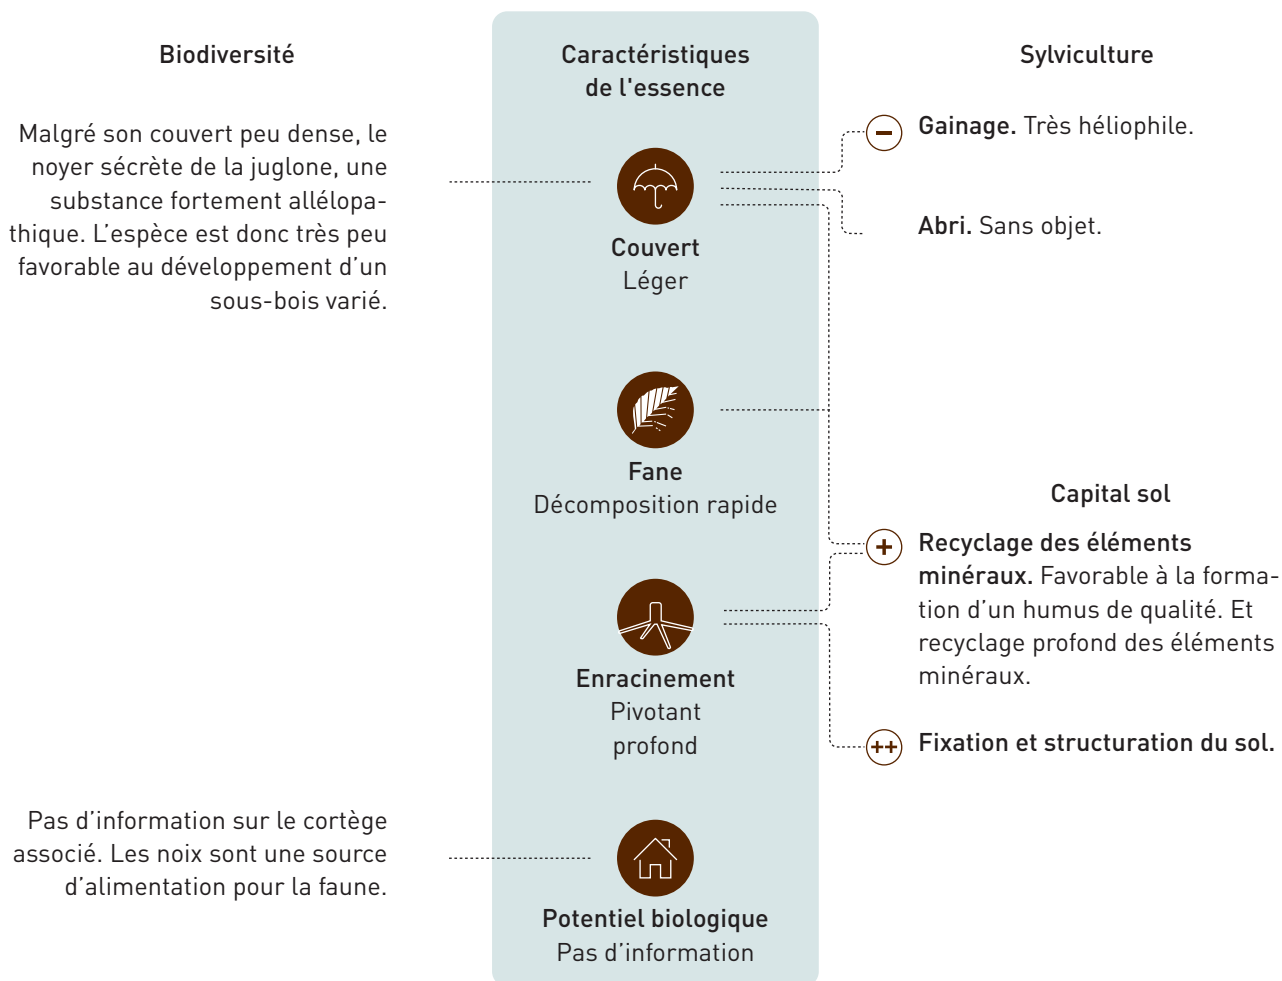 Biodiversité
Malgré son couvert peu dense, le
noyer sécrète de la juglone, une
substance fortement allélopa-
thique. L’espèce est donc très peu
favorable au développement d’un
sous-bois varié.
Pas d’information sur le cortège
associé. Les noix sont une source
d’alimentation pour la faune.
Caractéristiques
de l'essence
Couvert
Léger
Fane
Décomposition rapide
Enracinement
Pivotant
profond
Potentiel biologique
Pas d’information
Sylviculture
− Gainage. Très héliophile.
Abri. Sans objet.
Capital sol
+ Recyclage des éléments
minéraux. Favorable à la forma-
tion d’un humus de qualité. Et
recyclage profond des éléments
minéraux.
++ Fixation et structuration du sol.